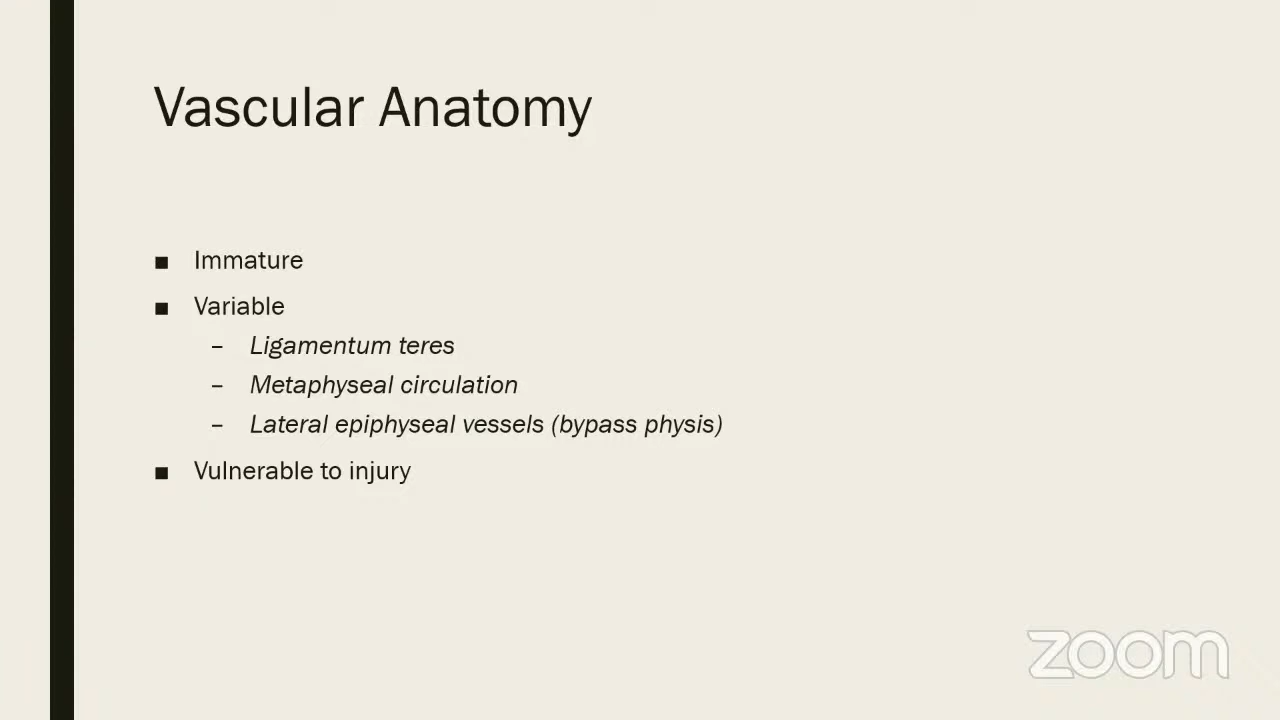 Vascular Anatomy
■ Immature
■ Variable
– Ligamentum teres
– Metaphyseal circulation
– Lateral epiphyseal vessels (bypass physis)
■ Vulnerable to injury
zoom